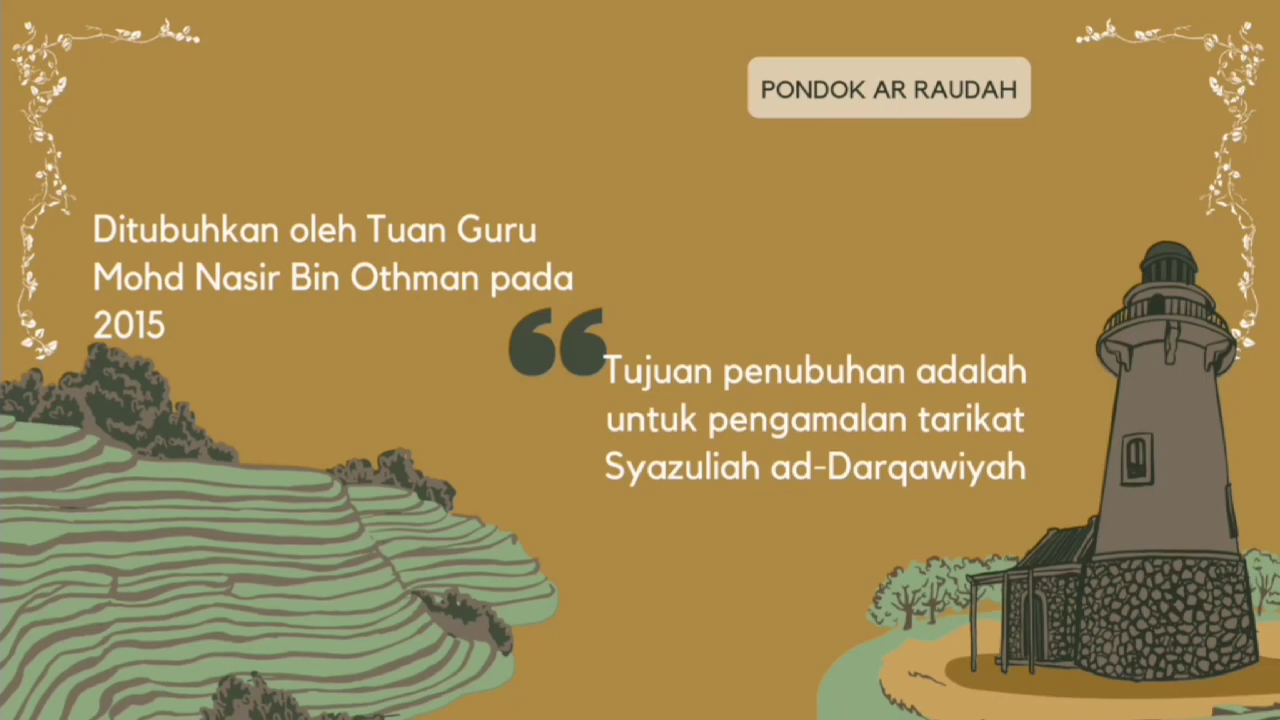 PONDOK AR RAUDAH
Ditubuhkan oleh Tuan Guru
Mohd Nasir Bin Othman pada
2015
“
Tujuan penubuhan adalah
untuk pengamalan tarikat
Syazuliah ad-Darqawiyah